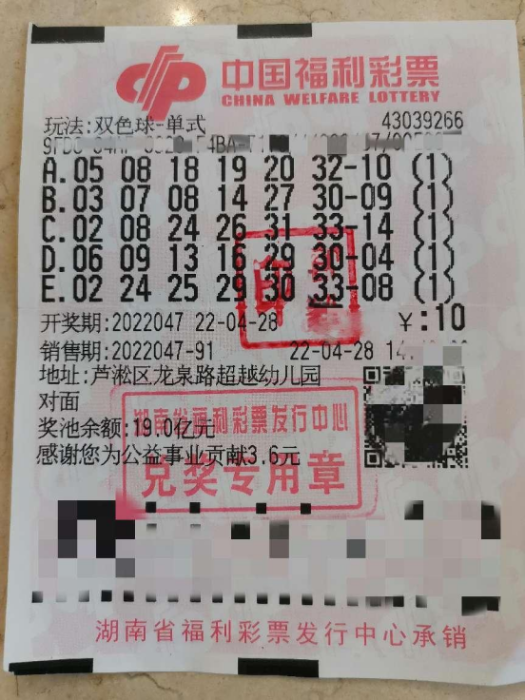 中国福利彩票
CHINA WELFARE LOTTERY
玩法:双色球-单式 43039266
A.05 08 18 19 20 32-10 (1)
B.03 07 08 14 27 30-09 (1)
C.02 08 24 26 31 33-14 (1)
D.06 09 13 16 29 30-04 (1)
E.02 24 25 29 30 33-08 (1)
开奖期:2022047 22-04-28 ¥:10
销售期:2022047-91 22-04-28
地址:芦淞区龙泉路超越幼儿园
对面
湖南省福利彩票发行中心
奖池余额:19.0亿元
感谢您为公益事业贡献3.6元
兑奖专用章
湖南省福利彩票发行中心承销